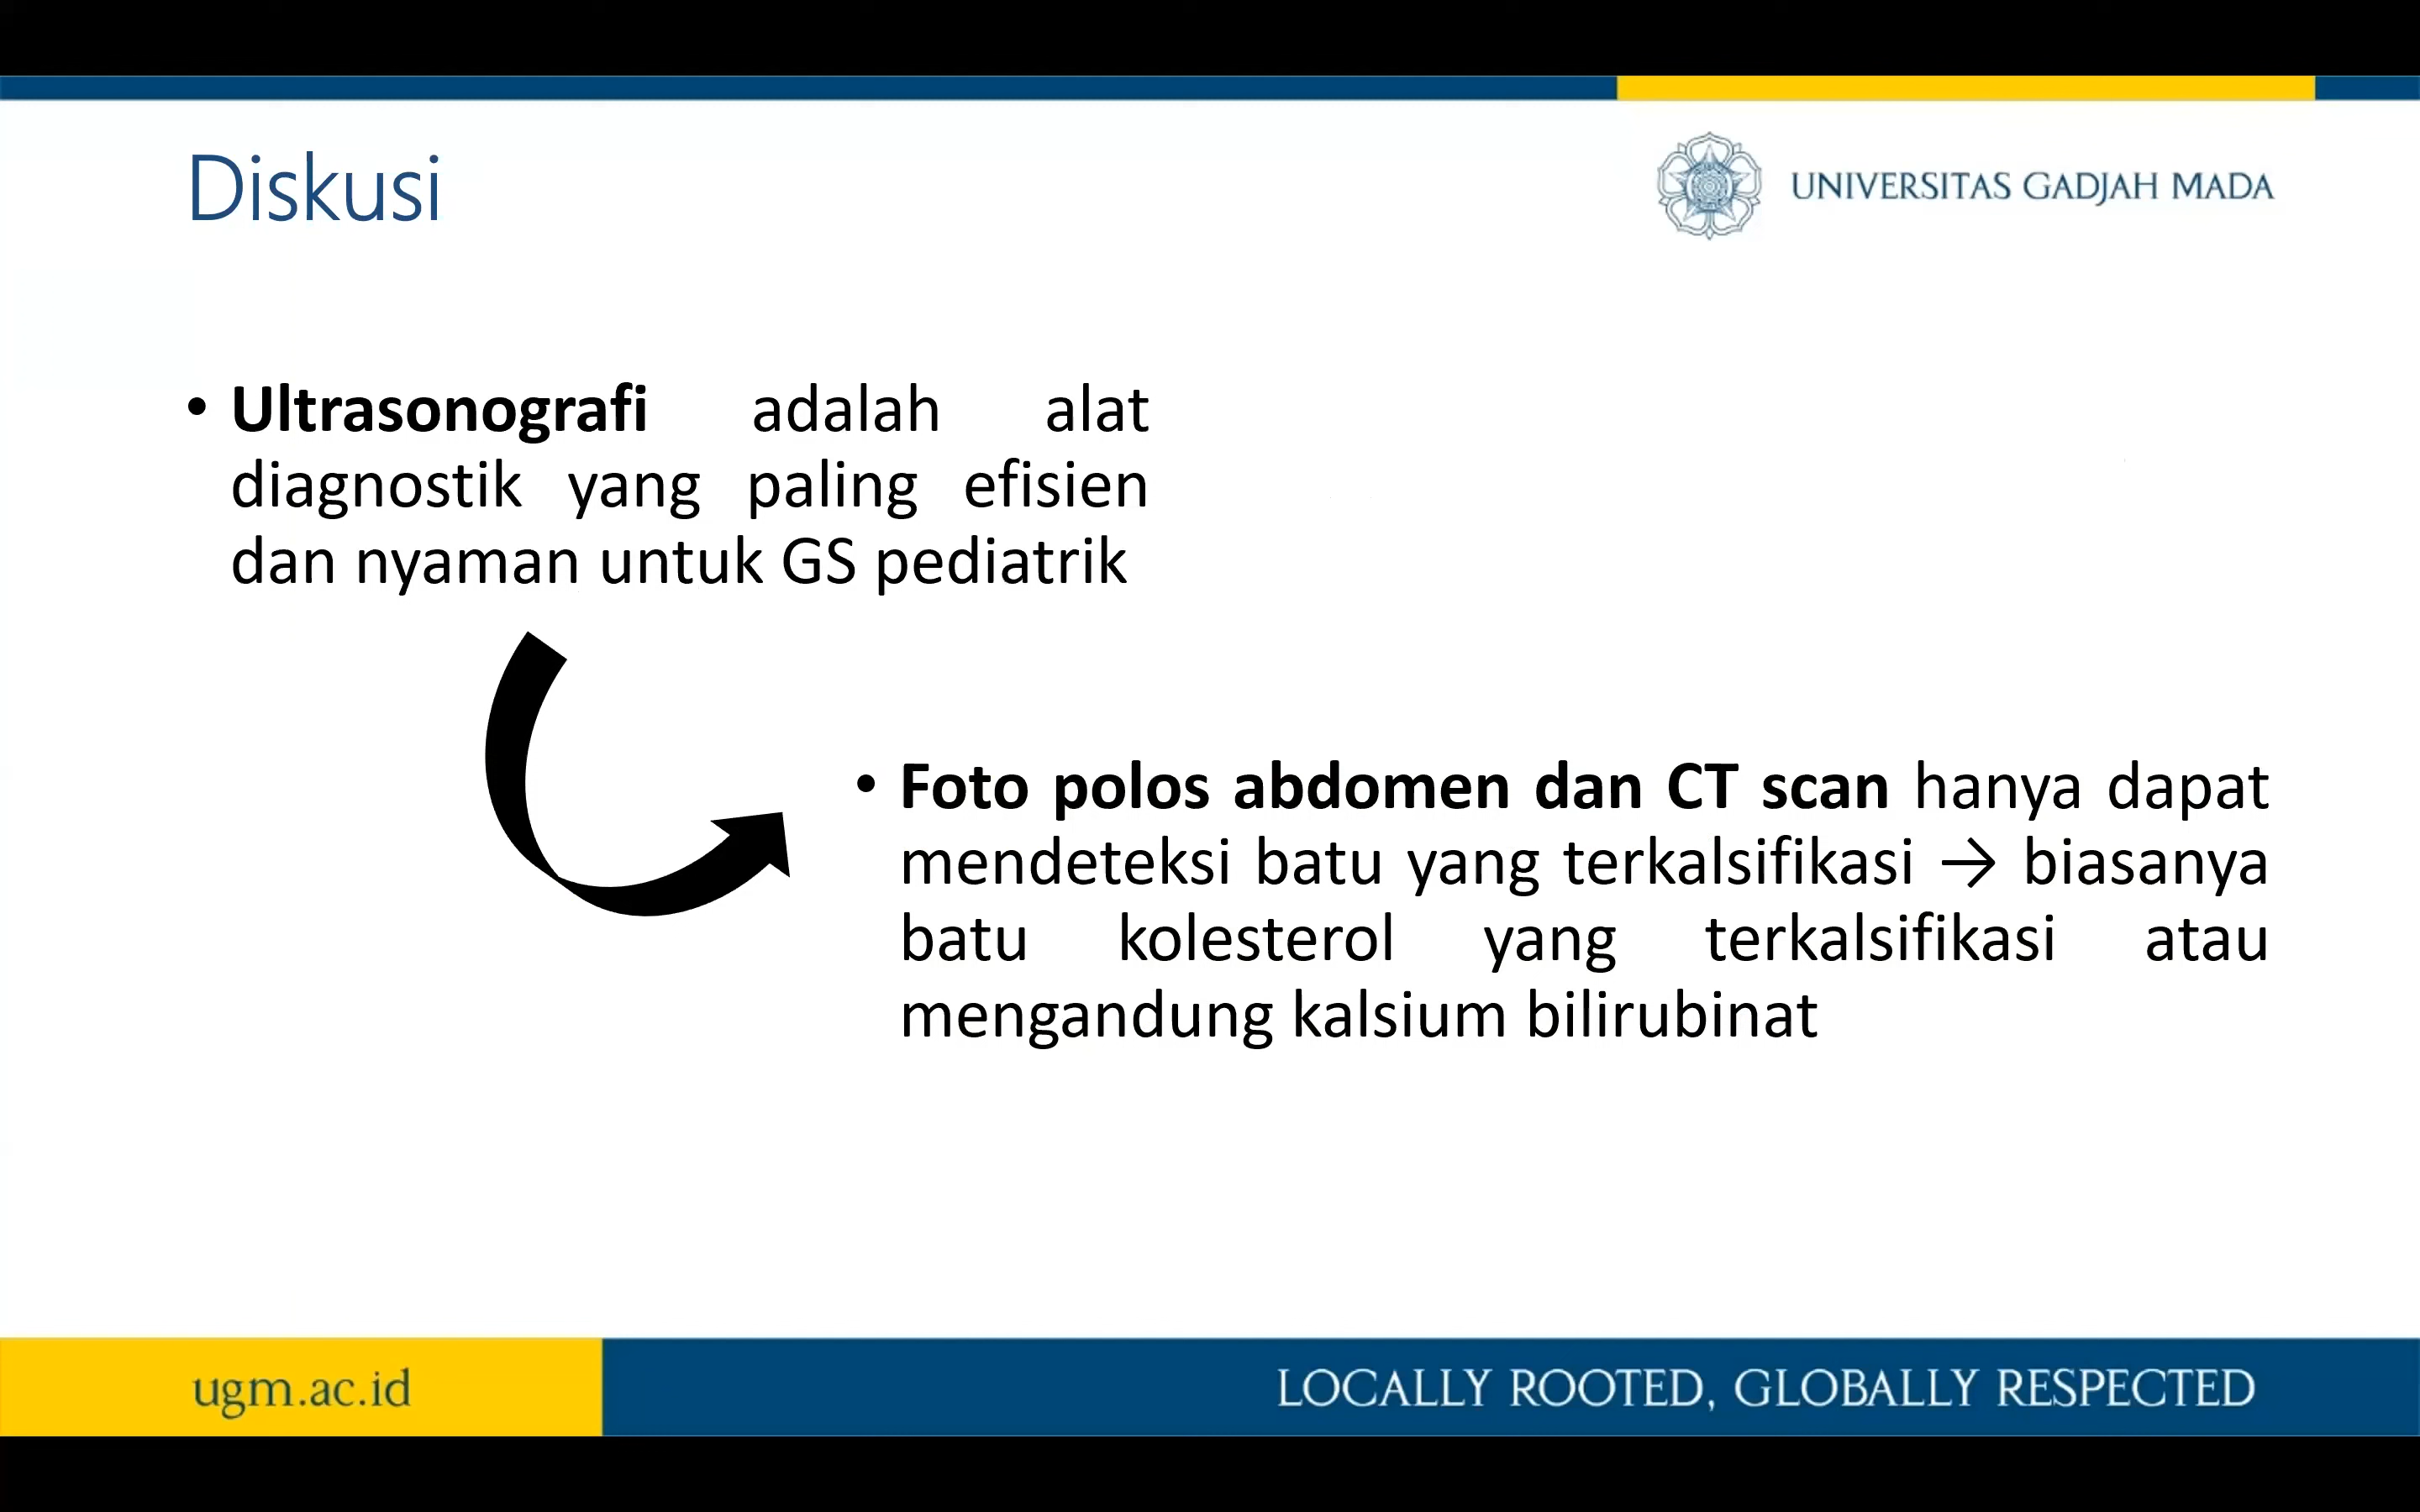 Diskusi
UNIVERSITAS GADJAH MADA
• Ultrasonografi adalah alat
diagnostik yang paling efisien
dan nyaman untuk GS pediatrik
• Foto polos abdomen dan CT scan hanya dapat
mendeteksi batu yang terkalsifikasi → biasanya
batu kolesterol yang terkalsifikasi atau
mengandung kalsium bilirubinat
ugm.ac.id
LOCALLY ROOTED, GLOBALLY RESPECTED